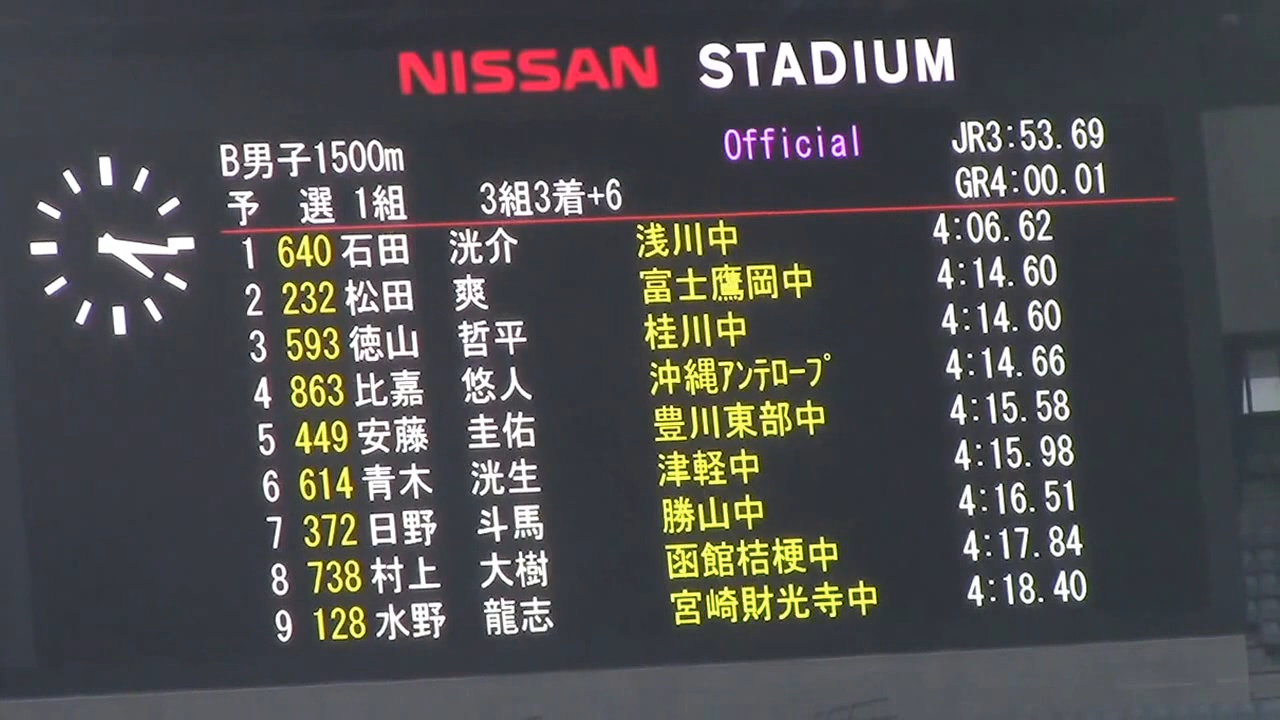 NISSAN STADIUM
B男子1500m Official JR3:53.69
予 選 1組 3組3着+6 GR4:00.01
1 640 石田 洸介 浅川中 4:06.62
2 232 松田 爽 富士鷹岡中 4:14.60
3 593 徳山 哲平 桂川中 4:14.60
4 863 比嘉 悠人 沖縄ｱﾝﾃﾛｰﾌﾟ 4:14.66
5 449 安藤 圭佑 豊川東部中 4:15.58
6 614 青木 洸生 津軽中 4:15.98
7 372 日野 斗馬 勝山中 4:16.51
8 738 村上 大樹 函館桔梗中 4:17.84
9 128 水野 龍志 宮崎財光寺中 4:18.40